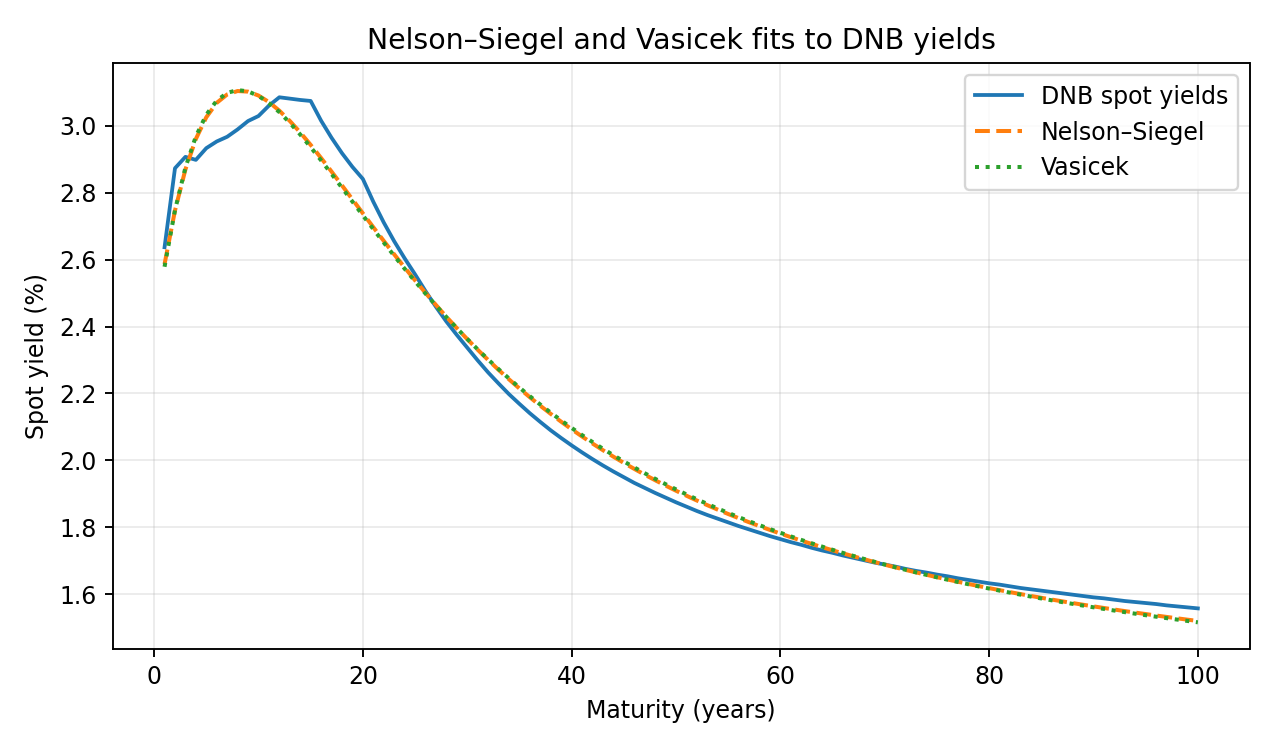 Nelson–Siegel and Vasicek fits to DNB yields
DNB spot yields
Nelson–Siegel
Vasicek
Spot yield (%)
3.0
2.8
2.6
2.4
2.2
2.0
1.8
1.6
0 20 40 60 80 100
Maturity (years)